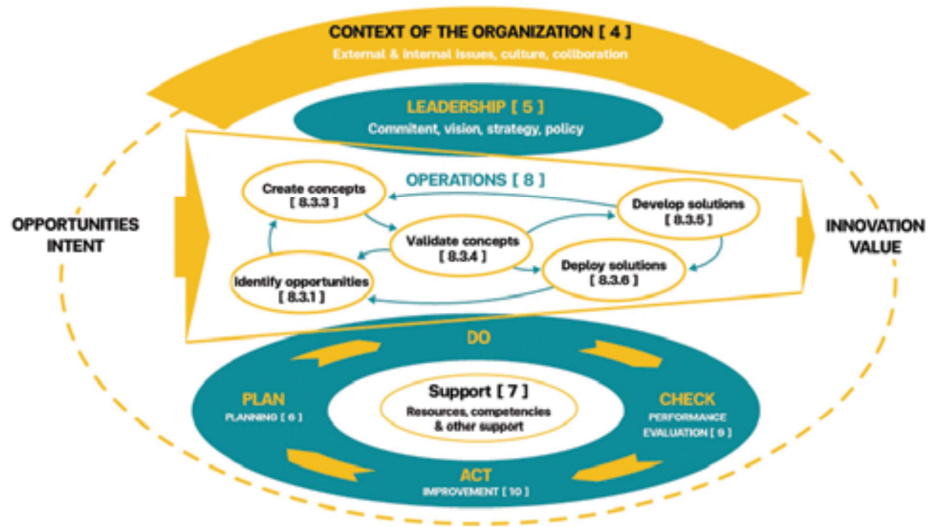 CONTEXT OF THE ORGANIZATION [ 4 ]
External & internal issues, culture, collboration
LEADERSHIP [ 5 ]
Commitent, vision, strategy, policy
OPERATIONS [ 8 ]
Create concepts
[ 8.3.3 ]
Develop solutions
[ 8.3.5 ]
OPPORTUNITIES
INTENT
Validate concepts
[ 8.3.4 ]
INNOVATION
VALUE
Identify opportunities
[ 8.3.1 ]
Deploy solutions
[ 8.3.6 ]
DO
PLAN
PLANNING [ 6 ]
Support [ 7 ]
Resources, competencies
& other support
CHECK
PERFORMANCE
EVALUATION [ 9 ]
ACT
IMPROVEMENT [ 10 ]